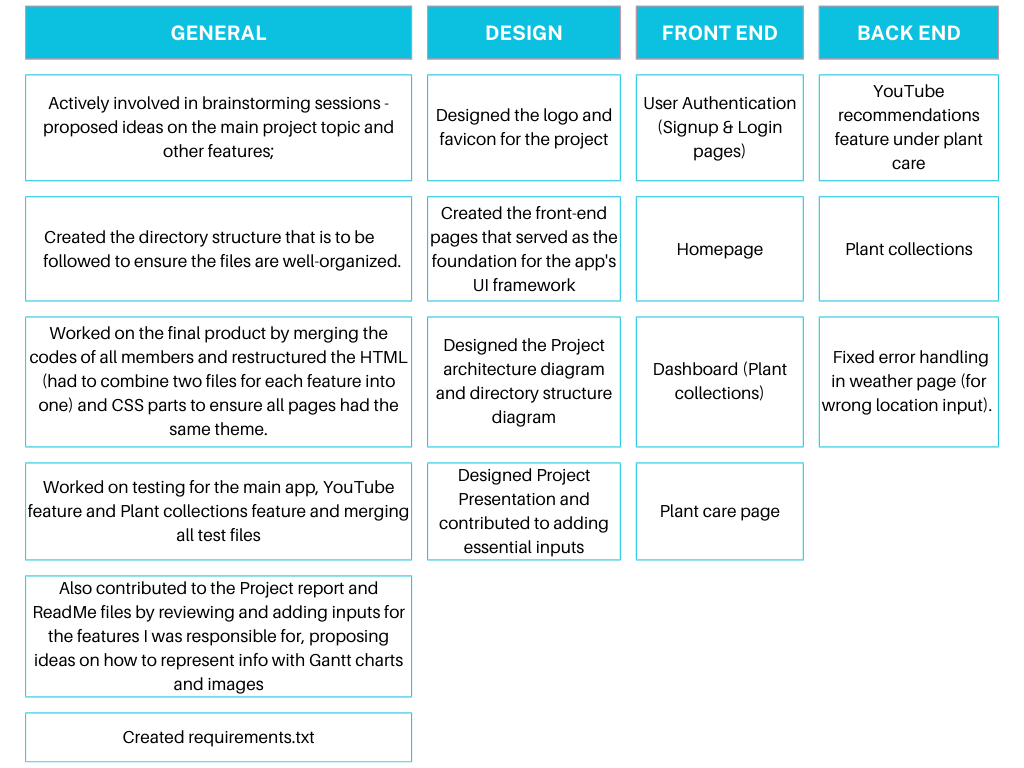 GENERAL
Actively involved in brainstorming sessions -
proposed ideas on the main project topic and
other features;
Created the directory structure that is to be
followed to ensure the files are well-organized.
Worked on the final product by merging the
codes of all members and restructured the HTML
(had to combine two files for each feature into
one) and CSS parts to ensure all pages had the
same theme.
Worked on testing for the main app, YouTube
feature and Plant collections feature and merging
all test files
Also contributed to the Project report and
ReadMe files by reviewing and adding inputs for
the features I was responsible for, proposing
ideas on how to represent info with Gantt charts
and images
Created requirements.txt
DESIGN
Designed the logo and
favicon for the project
Created the front-end
pages that served as the
foundation for the app's
UI framework
Designed the Project
architecture diagram
and directory structure
diagram
Designed Project
Presentation and
contributed to adding
essential inputs
FRONT END
User Authentication
(Signup & Login
pages)
Homepage
Dashboard (Plant
collections)
Plant care page
BACK END
YouTube
recommendations
feature under plant
care
Plant collections
Fixed error handling
in weather page (for
wrong location input).